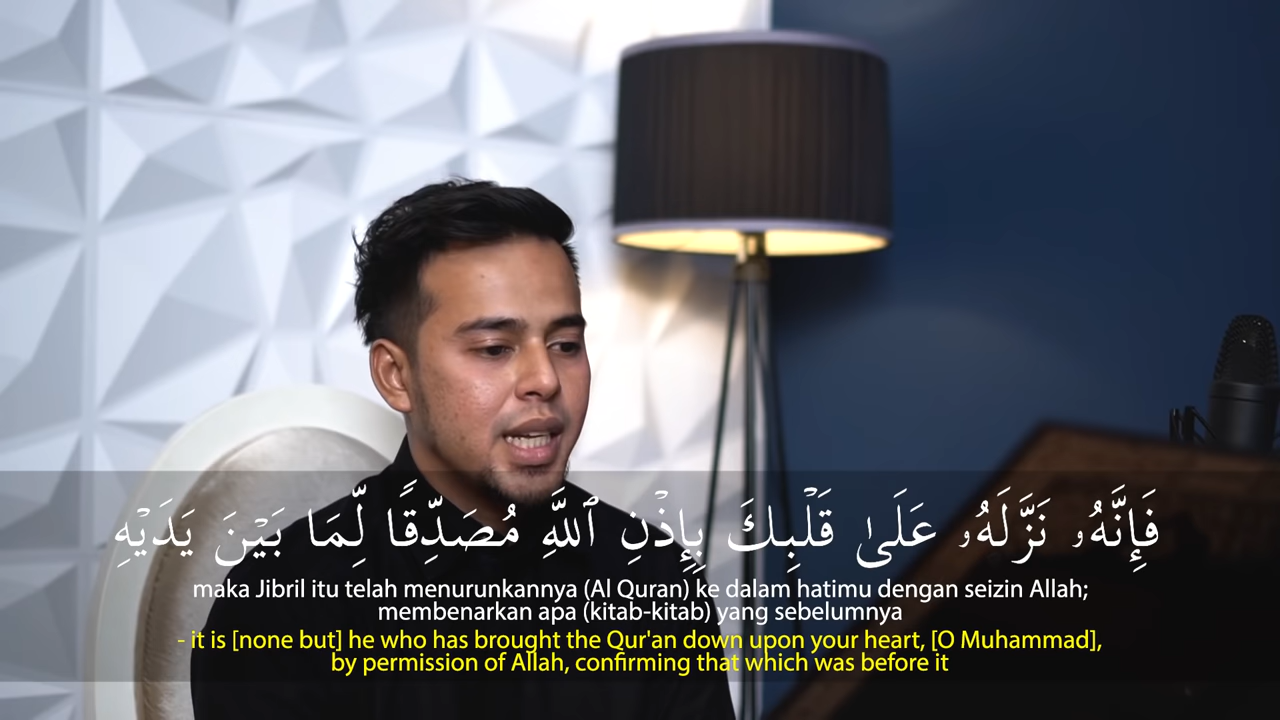 فَإِنَّهُۥ نَزَّلَهُۥ عَلَىٰ قَلْبِكَ بِإِذْنِ ٱللَّهِ مُصَدِّقًا لِّمَا بَيْنَ يَدَيْهِ
maka Jibril itu telah menurunkannya (Al Quran) ke dalam hatimu dengan seizin Allah;
membenarkan apa (kitab-kitab) yang sebelumnya
- it is [none but] he who has brought the Qur'an down upon your heart, [O Muhammad],
by permission of Allah, confirming that which was before it